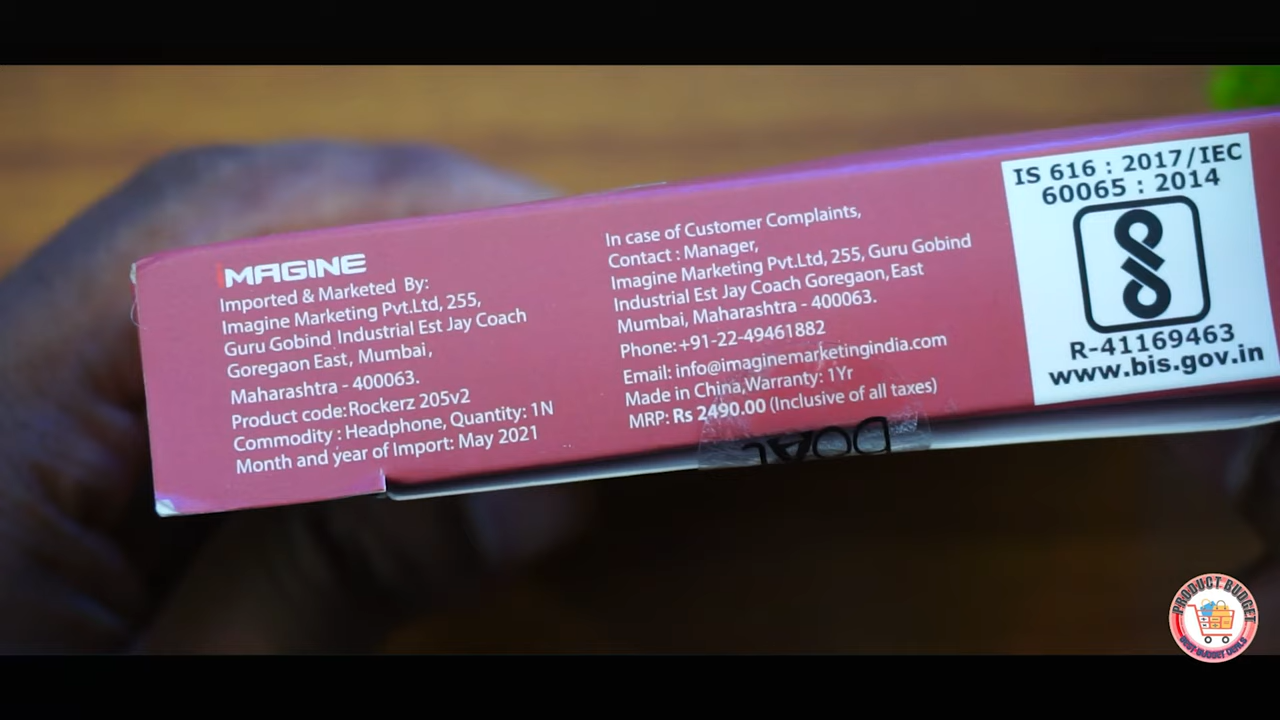 iMAGINE
Imported & Marketed By:
Imagine Marketing Pvt.Ltd, 255,
Guru Gobind Industrial Est Jay Coach
Goregaon East, Mumbai,
Maharashtra - 400063.
Product code:Rockerz 205v2
Commodity : Headphone, Quantity: 1N
Month and year of Import: May 2021
In case of Customer Complaints,
Contact : Manager,
Imagine Marketing Pvt.Ltd, 255, Guru Gobind
Industrial Est Jay Coach Goregaon, East
Mumbai, Maharashtra - 400063.
Phone:+91-22-49461882
Email: info@imaginemarketingindia.com
Made in China,Warranty: 1Yr
MRP: Rs 2490.00 (Inclusive of all taxes)
IS 616 : 2017/IEC
60065 : 2014
R-41169463
www.bis.gov.in
PRODUCT BUDGET
BEST BUDGET DEALS